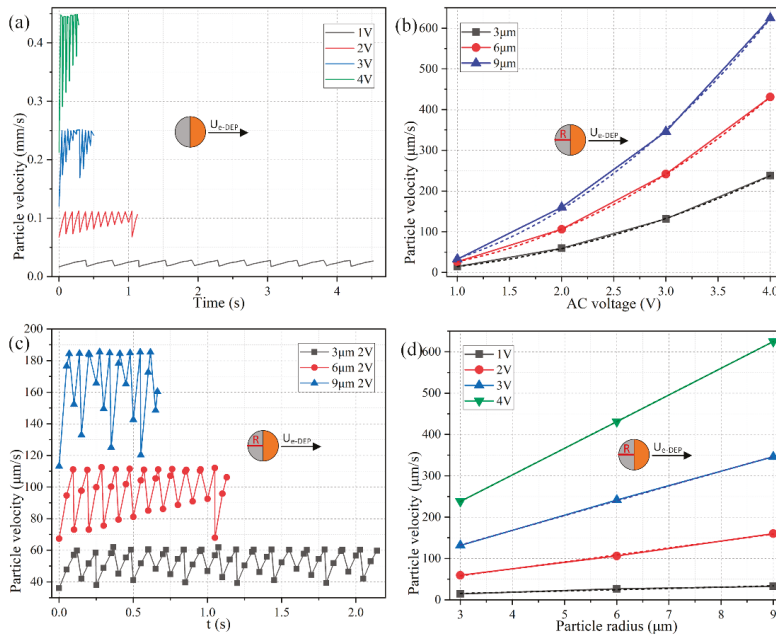 (a)
1V
2V
3V
4V
U e-DEP
Particle velocity (mm/s)
0.4
0.3
0.2
0.1
0.0
0
1
2
3
4
Time (s)
(b)
3μm
6μm
9μm
R
U e-DEP
Particle velocity (μm/s)
600
500
400
300
200
100
0
1.0
1.5
2.0
2.5
3.0
3.5
4.0
AC voltage (V)
(c)
3μm 2V
6μm 2V
9μm 2V
R
U e-DEP
Particle velocity (μm/s)
200
180
160
140
120
100
80
60
40
0.0
0.5
1.0
1.5
2.0
t (s)
(d)
1V
2V
3V
4V
R
U e-DEP
Particle velocity (μm/s)
600
500
400
300
200
100
0
3
4
5
6
7
8
9
Particle radius (μm)